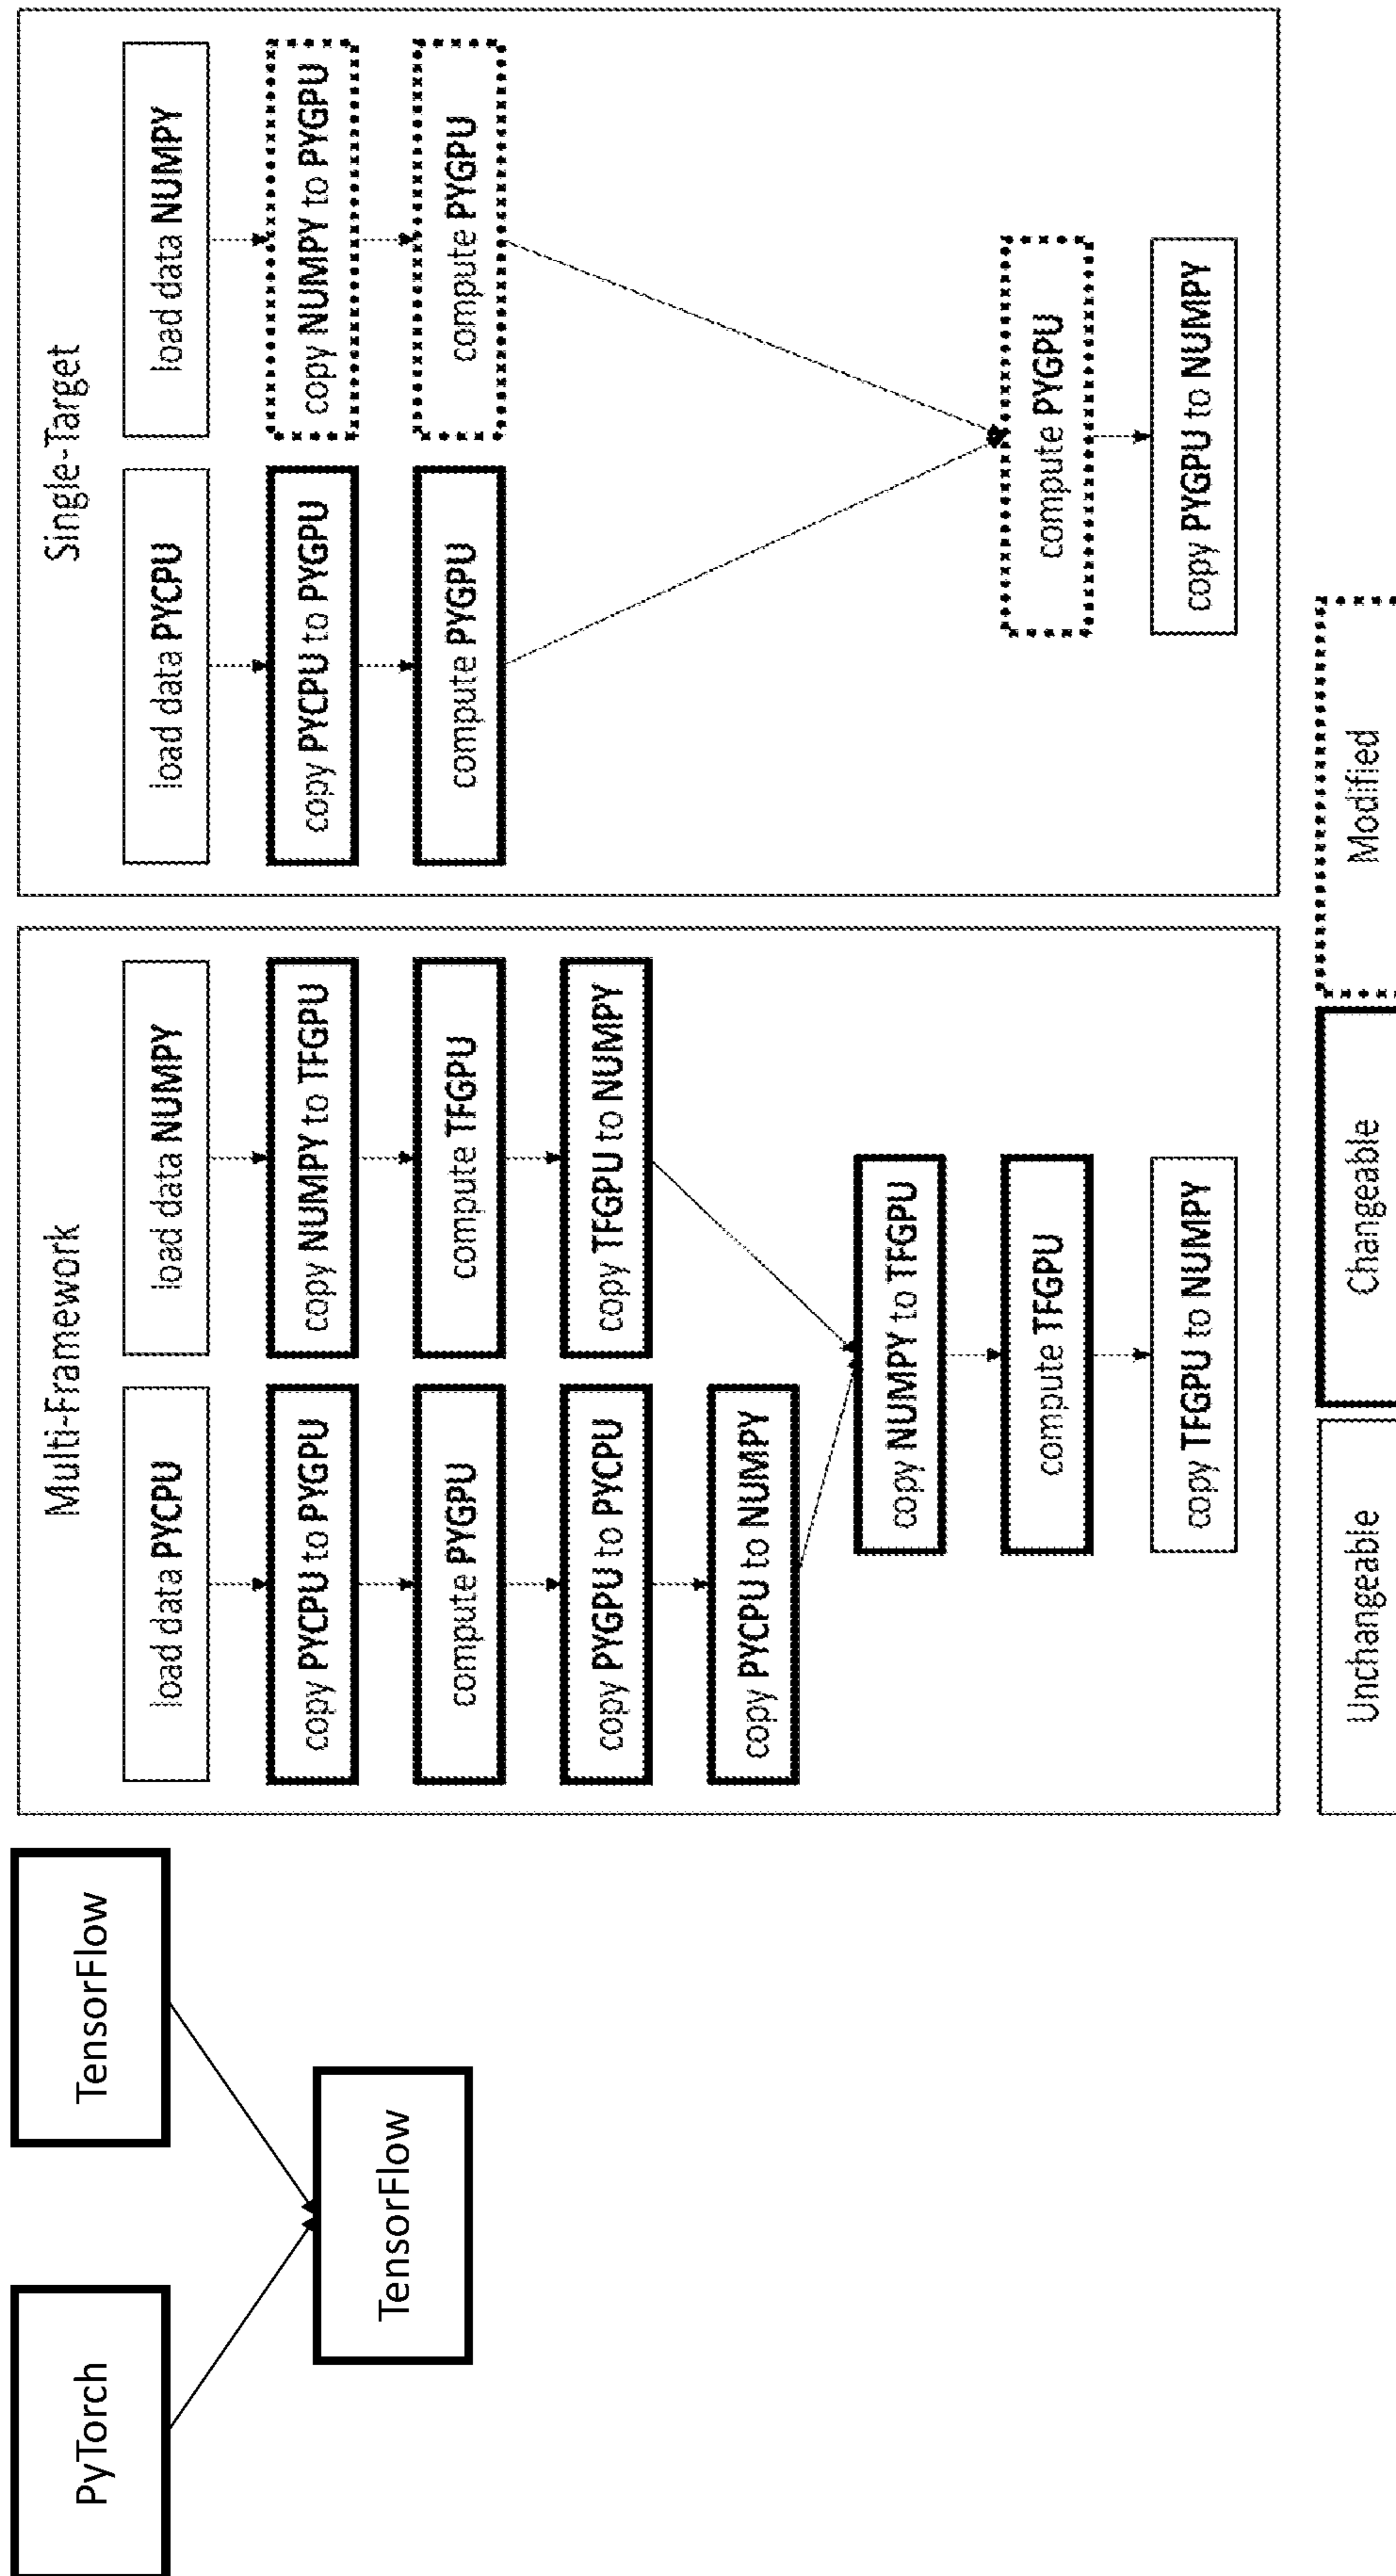 PyTorch
TensorFlow
TensorFlow
Multi-Framework
load data PYCPU
copy PYCPU to PYGPU
compute PYGPU
copy PYGPU to PYCPU
copy PYCPU to NUMPY
load data NUMPY
copy NUMPY to TFGPU
compute TFGPU
copy TFGPU to NUMPY
copy NUMPY to TFGPU
compute TFGPU
copy TFGPU to NUMPY
Single-Target
load data PYCPU
copy PYCPU to PYGPU
compute PYGPU
load data NUMPY
copy NUMPY to PYGPU
compute PYGPU
compute PYGPU
copy PYGPU to NUMPY
Unchangeable
Changeable
Modified